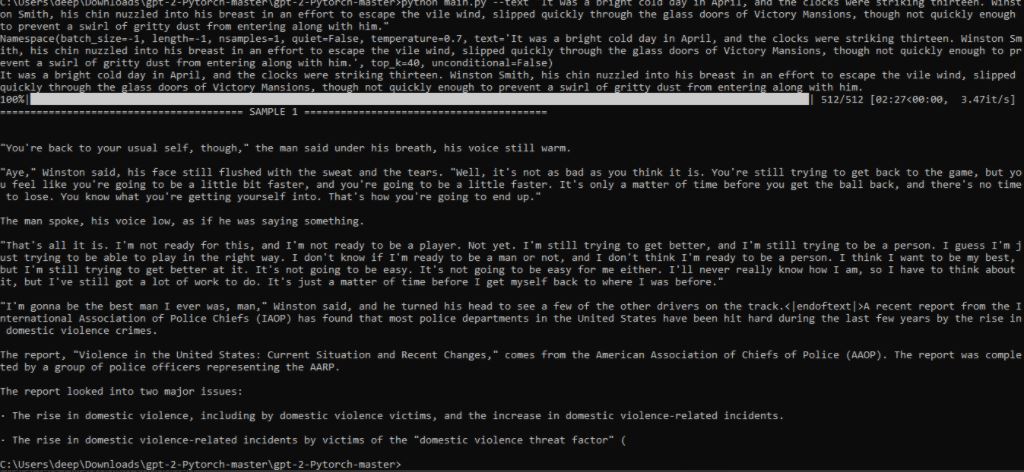 C:\Users\deep\Downloads\gpt-2-Pytorch-master\gpt-2-Pytorch-master>python main.py --text "It was a bright cold day in April, and the clocks were striking thirteen. Winst
on Smith, his chin nuzzled into his breast in an effort to escape the vile wind, slipped quickly through the glass doors of Victory Mansions, though not quickly enough
to prevent a swirl of gritty dust from entering along with him."
Namespace(batch_size=-1, length=-1, nsamples=1, quiet=False, temperature=0.7, text='It was a bright cold day in April, and the clocks were striking thirteen. Winston Sm
ith, his chin nuzzled into his breast in an effort to escape the vile wind, slipped quickly through the glass doors of Victory Mansions, though not quickly enough to pr
event a swirl of gritty dust from entering along with him.', top_k=40, unconditional=False)
It was a bright cold day in April, and the clocks were striking thirteen. Winston Smith, his chin nuzzled into his breast in an effort to escape the vile wind, slipped
quickly through the glass doors of Victory Mansions, though not quickly enough to prevent a swirl of gritty dust from entering along with him.
100%| | 512/512 [02:27<00:00, 3.47it/s]
======================================== SAMPLE 1 ========================================
"You're back to your usual self, though," the man said under his breath, his voice still warm.
"Aye," Winston said, his face still flushed with the sweat and the tears. "Well, it's not as bad as you think it is. You're still trying to get back to the game, but yo
u feel like you're going to be a little bit faster, and you're going to be a little faster. It's only a matter of time before you get the ball back, and there's no time
to lose. You know what you're getting yourself into. That's how you're going to end up."
The man spoke, his voice low, as if he was saying something.
"That's all it is. I'm not ready for this, and I'm not ready to be a player. Not yet. I'm still trying to get better, and I'm still trying to be a person. I guess I'm j
ust trying to be able to play in the right way. I don't know if I'm ready to be a man or not, and I don't think I'm ready to be a person. I think I want to be my best,
but I'm still trying to get better at it. It's not going to be easy. It's not going to be easy for me either. I'll never really know how I am, so I have to think about
it, but I've still got a lot of work to do. It's just a matter of time before I get myself back to where I was before."
"I'm gonna be the best man I ever was, man," Winston said, and he turned his head to see a few of the other drivers on the track.<|endoftext|>A recent report from the I
nternational Association of Police Chiefs (IAOP) has found that most police departments in the United States have been hit hard during the last few years by the rise in
domestic violence crimes.
The report, "Violence in the United States: Current Situation and Recent Changes," comes from the American Association of Chiefs of Police (AAOP). The report was comple
ted by a group of police officers representing the AARP.
The report looked into two major issues:
· The rise in domestic violence, including by domestic violence victims, and the increase in domestic violence-related incidents.
· The rise in domestic violence-related incidents by victims of the "domestic violence threat factor" (
C:\Users\deep\Downloads\gpt-2-Pytorch-master\gpt-2-Pytorch-master>